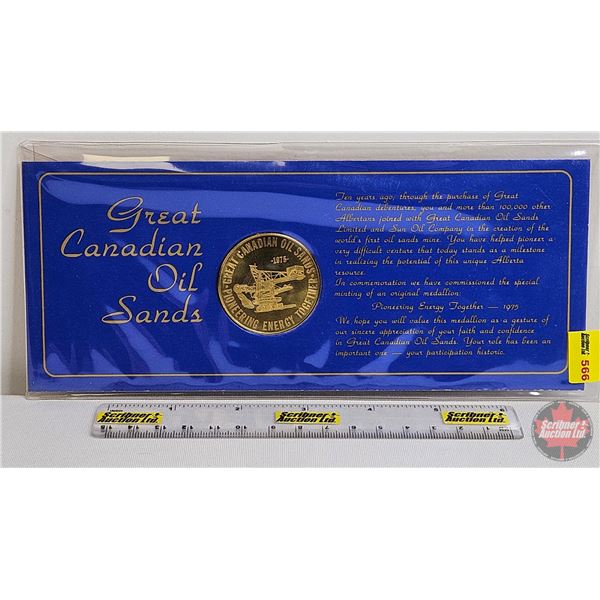 Great
Canadian
Oil
Sands
·GREAT CANADIAN OIL SANDS·
-1975-
PIONEERING ENERGY TOGETHER
Ten years ago, through the purchase of Great
Canadian debentures, you and more than 100,000 other
Albertans joined with Great Canadian Oil Sands
Limited and Sun Oil Company in the creation of the
world's first oil sands mine. You have helped pioneer a
very difficult venture that today stands as a milestone
in realizing the potential of this unique Alberta
resource.
In commemoration we have commissioned the special
minting of an original medallion:
Pioneering Energy Together — 1975
We hope you will value this medallion as a gesture of
our sincere appreciation of your faith and confidence
in Great Canadian Oil Sands. Your role has been an
important one — your participation historic.
Scribner's
Auction Ltd.
566
Scribner's
Auction Ltd.
Scribner's
Auction Ltd.
Scribner's
Auction Ltd.
Scribner's
Auction Ltd.